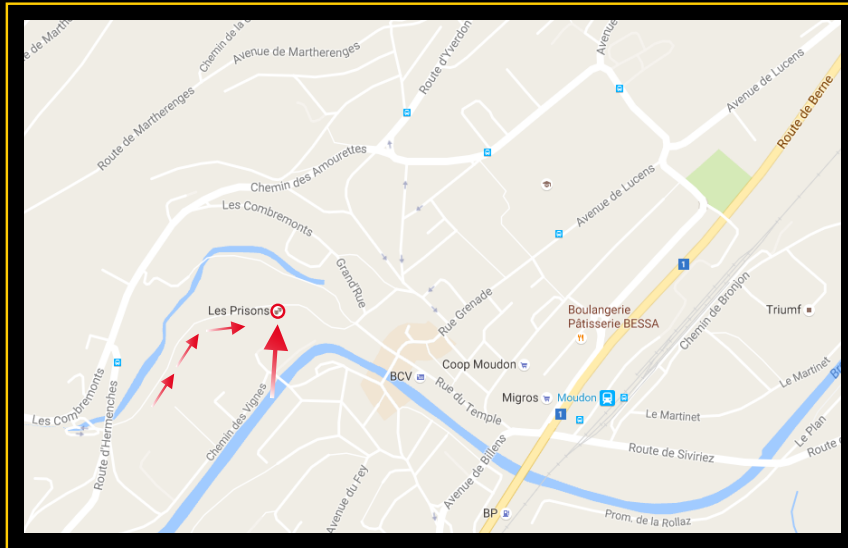 Avenue
Route de Marthe
Chemin de la C
Avenue de Martherenges
Route d'Yverdon
Avenue de Lucens
Route de Berne
Route de Martherenges
Chemin des Amourettes
Avenue de Lucens
Les Combremonts
Grand'Rue
1
Les Prisons
Rue Grenade
Boulangerie
Pâtisserie BESSA
Triumf
Chemin de Bronjon
Coop Moudon
BCV
Le Martinet
Rue du Temple
Migros
Moudon
Les Combremonts
Route d'Hermenches
Chemin des Vignes
1
Le Martinet
Le Plan
Route de Siviriez
Route
Avenue de Billens
Avenue du Fey
BP
Prom. de la Rollaz